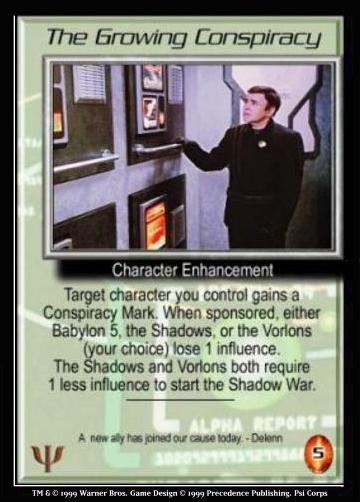 The Growing Conspiracy
Character Enhancement
Target character you control gains a
Conspiracy Mark. When sponsored, either
Babylon 5, the Shadows, or the Vorlons
(your choice) lose 1 influence.
The Shadows and Vorlons both require
1 less influence to start the Shadow War.
ALPHA REPORT
A new ally has joined our cause today. - Delenn
5
TM & © 1999 Warner Bros. Game Design © 1999 Precedence Publishing. Psi Corps